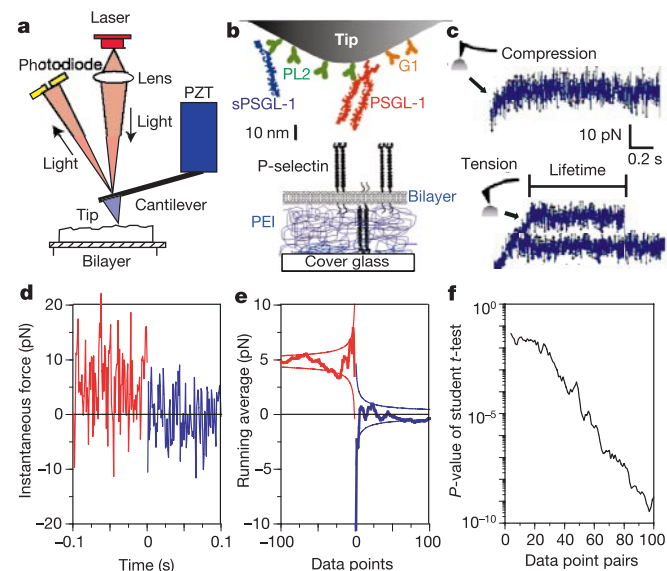 a
Laser
Photodiode
Lens
PZT
Light
Light
Cantilever
Tip
Bilayer
b
Tip
PL2
G1
sPSGL-1
PSGL-1
10 nm
P-selectin
Bilayer
PEI
Cover glass
c
Compression
10 pN
0.2 s
Tension
Lifetime
d
Instantaneous force (pN)
20
10
0
−10
−20
−0.1
0
0.1
Time (s)
e
Running average (pN)
10
5
0
−5
−10
−100
0
100
Data points
f
P-value of student t-test
10⁰
10⁻⁵
10⁻¹⁰
0 20 40 60 80 100
Data point pairs